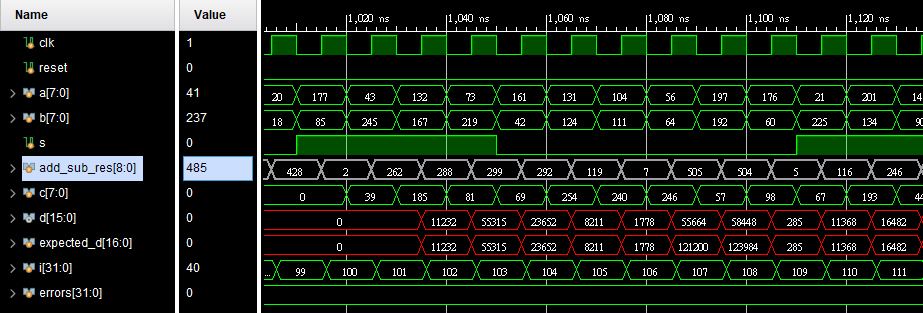 Name Value 1,020 ns 1,040 ns 1,060 ns 1,080 ns 1,100 ns 1,120 ns
clk 1
reset 0
a[7:0] 41 20 177 43 132 73 161 131 104 56 197 176 21 201 14
b[7:0] 237 18 85 245 167 219 42 124 111 64 192 60 225 134 90
s 0
add_sub_res[8:0] 485 428 2 262 288 299 292 119 7 505 504 5 116 246
c[7:0] 0 0 39 185 81 69 254 240 246 57 98 67 193 44
d[15:0] 0 0 11232 55315 23652 8211 1778 55664 58448 285 11368 16482
expected_d[16:0] 0 0 11232 55315 23652 8211 1778 121200 123984 285 11368 16482
i[31:0] 40 ... 99 100 101 102 103 104 105 106 107 108 109 110 111
errors[31:0] 0